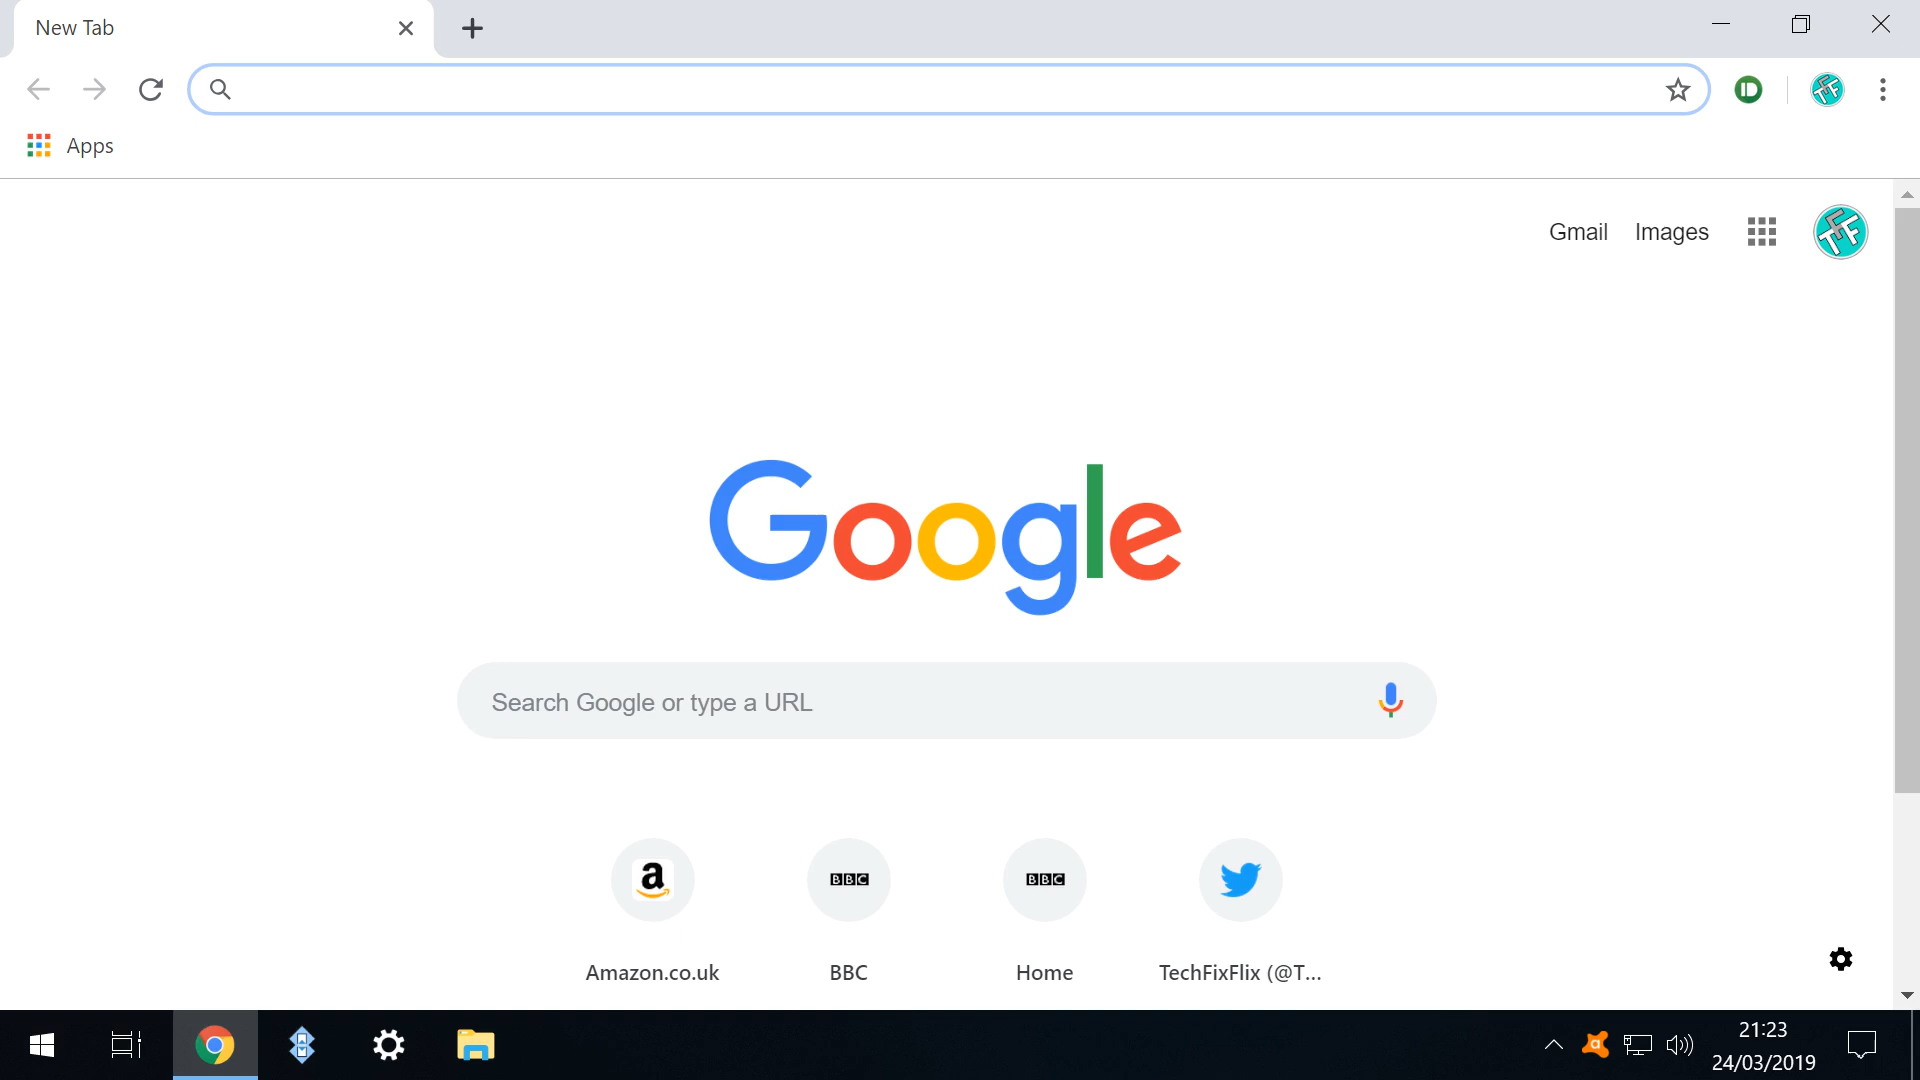 New Tab
Apps
Gmail Images
Google
Search Google or type a URL
a BBC BBC
Amazon.co.uk BBC Home TechFixFlix (@T...
21:23
24/03/2019